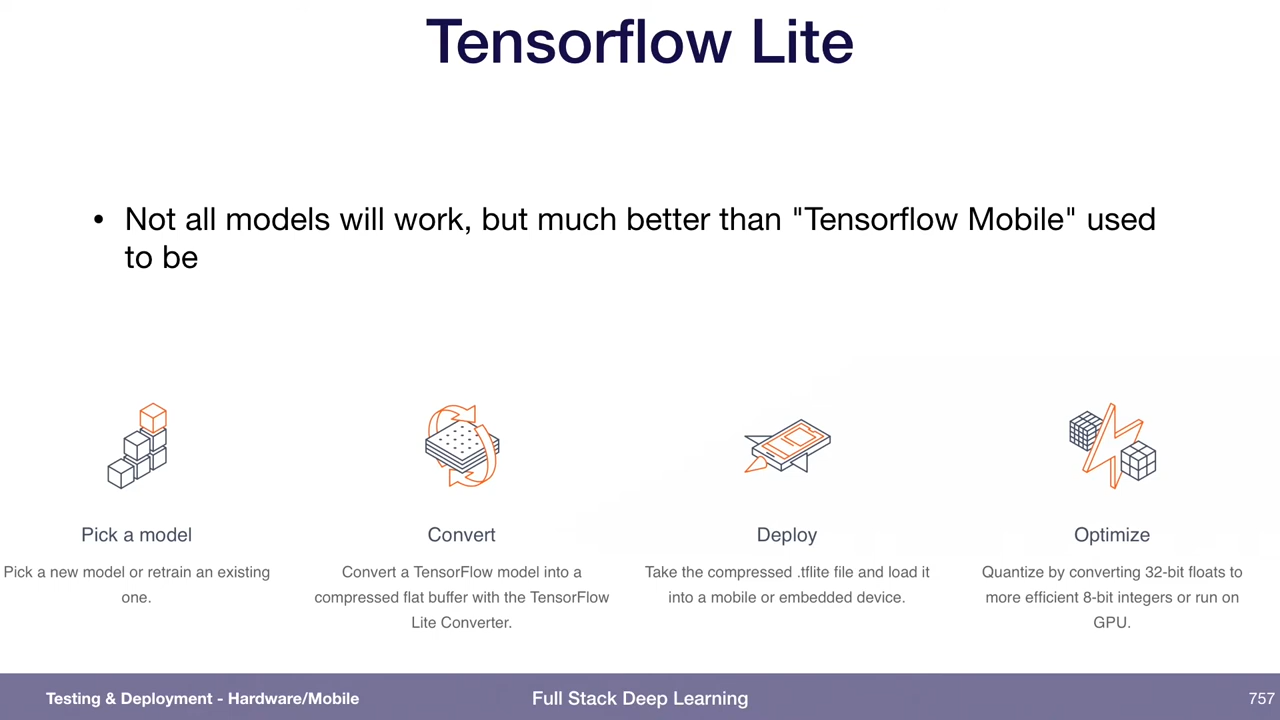 Tensorflow Lite
• Not all models will work, but much better than "Tensorflow Mobile" used
to be
Pick a model
Pick a new model or retrain an existing
one.
Convert
Convert a TensorFlow model into a
compressed flat buffer with the TensorFlow
Lite Converter.
Deploy
Take the compressed .tflite file and load it
into a mobile or embedded device.
Optimize
Quantize by converting 32-bit floats to
more efficient 8-bit integers or run on
GPU.
Testing & Deployment - Hardware/Mobile
Full Stack Deep Learning
757